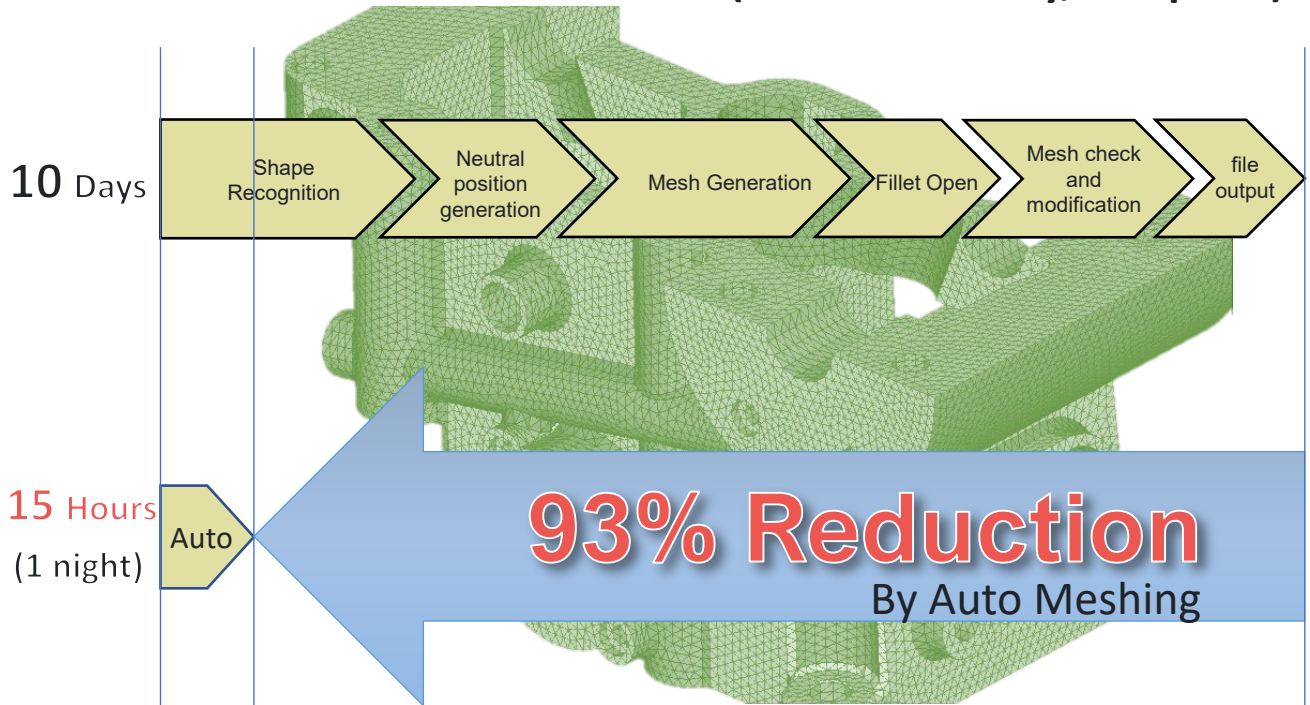 10 Days
Shape
Recognition
Neutral
position
generation
Mesh Generation
Fillet Open
Mesh check
and
modification
file
output
15 Hours
(1 night)
Auto
93% Reduction
By Auto Meshing